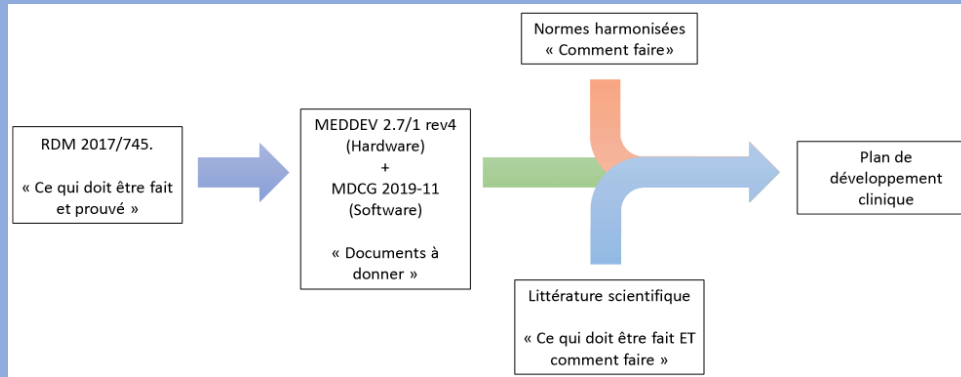 Normes harmonisées
« Comment faire»
RDM 2017/745.
« Ce qui doit être fait
et prouvé »
MEDDEV 2.7/1 rev4
(Hardware)
+
MDCG 2019-11
(Software)
« Documents à
donner »
Plan de
développement
clinique
Littérature scientifique
« Ce qui doit être fait ET
comment faire »